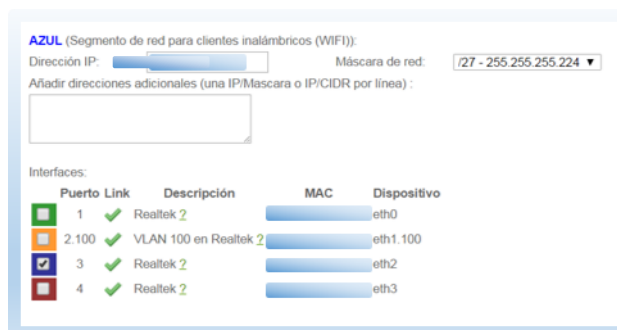 AZUL (Segmento de red para clientes inalámbricos (WIFI)):
Dirección IP: Máscara de red: /27 - 255.255.255.224
Añadir direcciones adicionales (una IP/Mascara o IP/CIDR por línea) :
Interfaces:
Puerto Link Descripción MAC Dispositivo
1 Realtek ? eth0
2.100 VLAN 100 en Realtek ? eth1.100
3 Realtek ? eth2
4 Realtek ? eth3